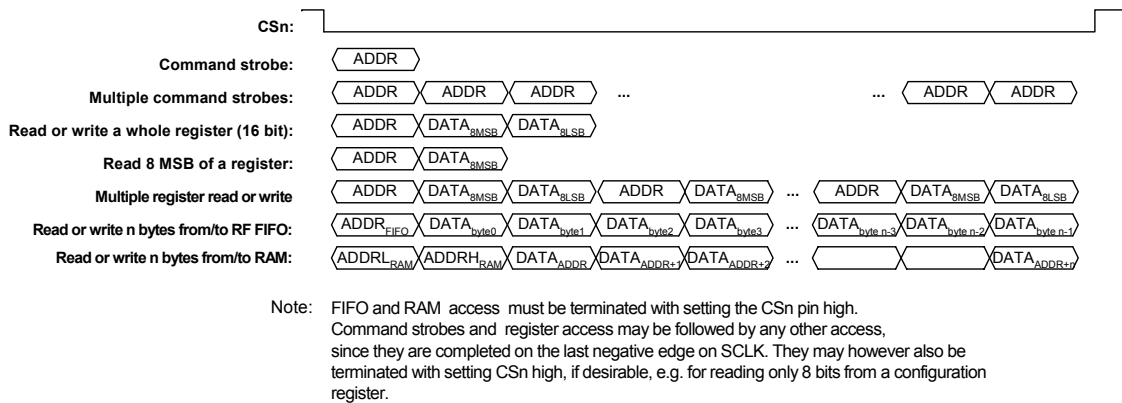 CSn:
Command strobe: ADDR
Multiple command strobes: ADDR ADDR ADDR ... ... ADDR ADDR
Read or write a whole register (16 bit): ADDR DATA8MSB DATA8LSB
Read 8 MSB of a register: ADDR DATA8MSB
Multiple register read or write ADDR DATA8MSB DATA8LSB ADDR DATA8MSB ... ADDR DATA8MSB DATA8LSB
Read or write n bytes from/to RF FIFO: ADDRFIFO DATAbyte0 DATAbyte1 DATAbyte2 DATAbyte3 ... DATAbyte n-3 DATAbyte n-2 DATAbyte n-1
Read or write n bytes from/to RAM: ADDRLRAM ADDRHRAM DATAADDR DATAADDR+1 DATAADDR+2 ... DATAADDR+n
Note: FIFO and RAM access must be terminated with setting the CSn pin high.
Command strobes and register access may be followed by any other access,
since they are completed on the last negative edge on SCLK. They may however also be
terminated with setting CSn high, if desirable, e.g. for reading only 8 bits from a configuration
register.